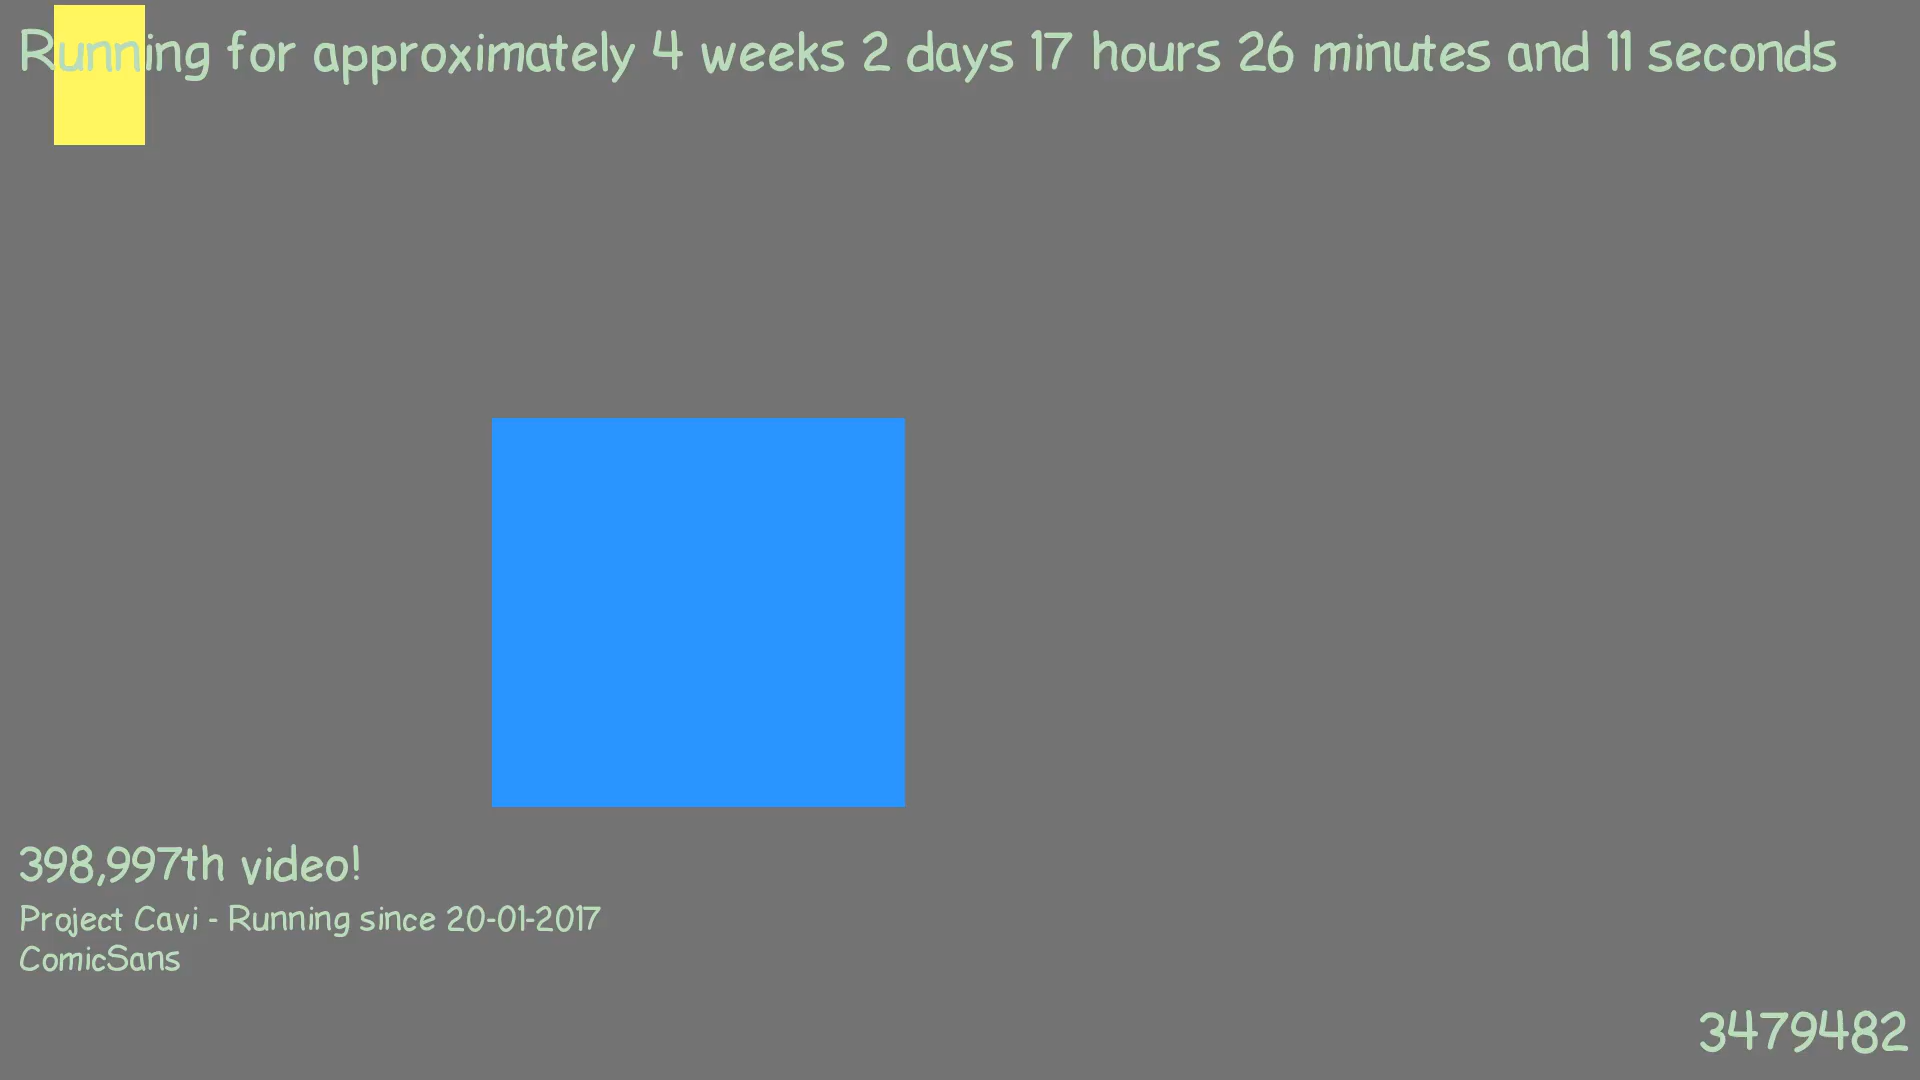 Running for approximately 4 weeks 2 days 17 hours 26 minutes and 11 seconds
398,997th video!
Project Cavi - Running since 20-01-2017
ComicSans
3479482